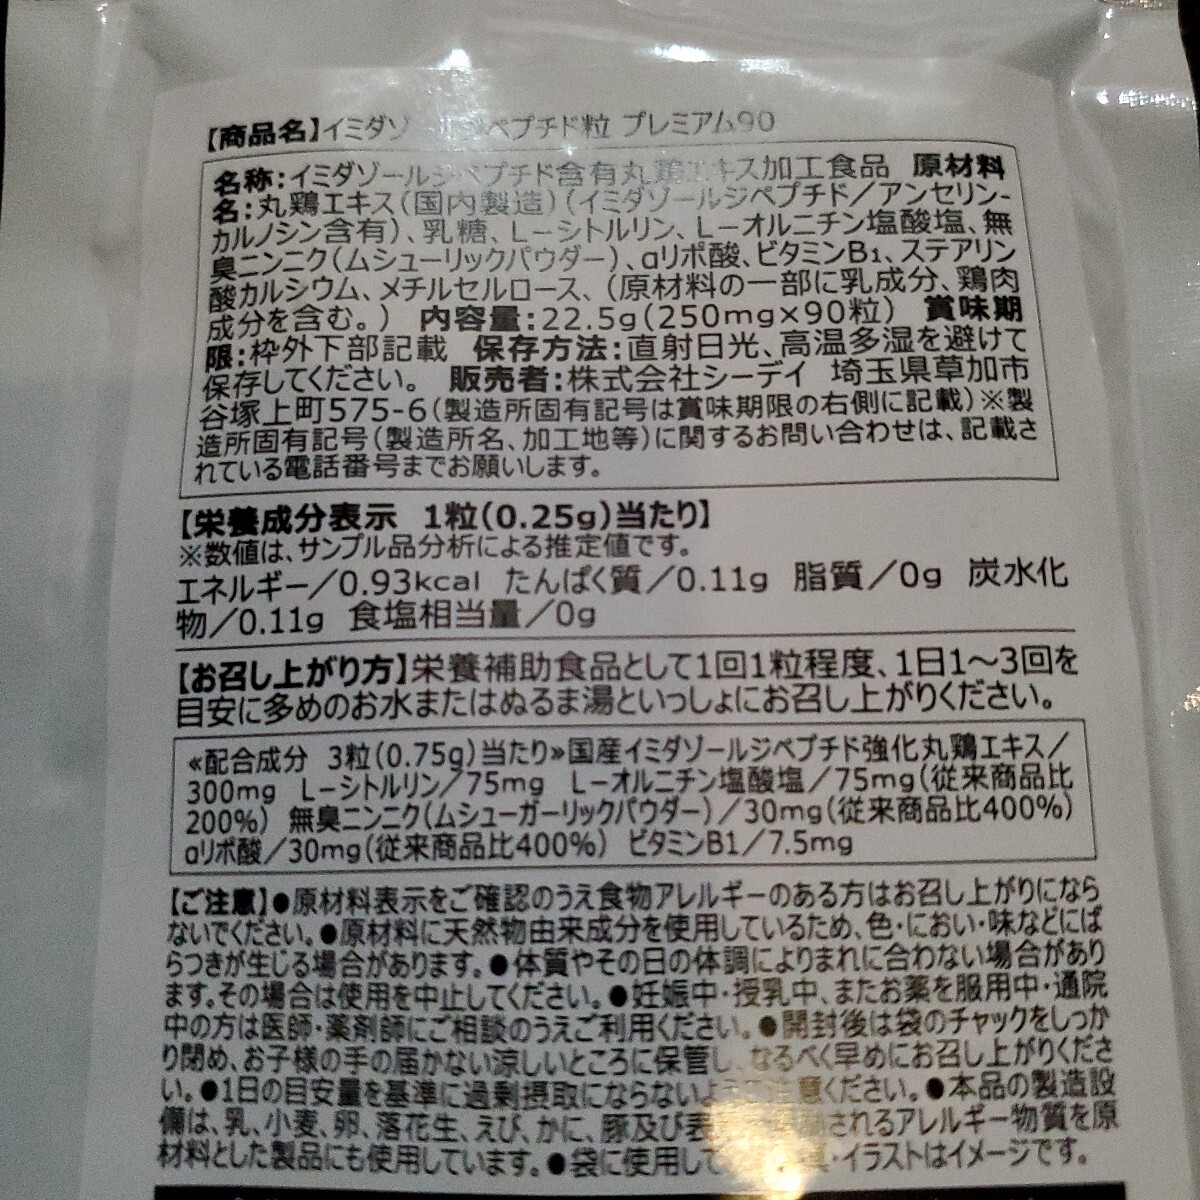 【商品名】イミダゾールジペプチド粒 プレミアム90
名称:イミダゾールジペプチド含有丸鶏エキス加工食品 原材料
名:丸鶏エキス(国内製造)(イミダゾールジペプチド/アンセリン-
カルノシン含有)、乳糖、L-シトルリン、L-オルニチン塩酸塩、無
臭ニンニク(ムシューリックパウダー)、αリポ酸、ビタミンB1、ステアリン
酸カルシウム、メチルセルロース、(原材料の一部に乳成分、鶏肉
成分を含む。) 内容量:22.5g(250mg×90粒) 賞味期
限:枠外下部記載 保存方法:直射日光、高温多湿を避けて
保存してください。 販売者:株式会社シーデイ 埼玉県草加市
谷塚上町575-6(製造所固有記号は賞味期限の右側に記載)※製
造所固有記号(製造所名、加工地等)に関するお問い合わせは、記載さ
れている電話番号までお願いします。
【栄養成分表示 1粒(0.25g)当たり】
※数値は、サンプル品分析による推定値です。
エネルギー/0.93kcal たんぱく質/0.11g 脂質/0g 炭水化
物/0.11g 食塩相当量/0g
【お召し上がり方】栄養補助食品として1回1粒程度、1日1~3回を
目安に多めのお水またはぬるま湯といっしょにお召し上がりください。
≪配合成分 3粒(0.75g)当たり≫国産イミダゾールジペプチド強化丸鶏エキス/
300mg L-シトルリン/75mg L-オルニチン塩酸塩/75mg(従来商品比
200%) 無臭ニンニク(ムシューガーリックパウダー)/30mg(従来商品比400%)
αリポ酸/30mg(従来商品比400%) ビタミンB1/7.5mg
【ご注意】●原材料表示をご確認のうえ食物アレルギーのある方はお召し上がりになら
ないでください。●原材料に天然物由来成分を使用しているため、色・におい・味などにば
らつきが生じる場合があります。●体質やその日の体調によりまれに合わない場合があり
ます。その場合は使用を中止してください。●妊娠中・授乳中、またお薬を服用中・通院
中の方は医師・薬剤師にご相談のうえご利用ください。●開封後は袋のチャックをしっか
り閉め、お子様の手の届かない涼しいところに保管し、なるべく早めにお召し上がりくださ
い。●1日の目安量を基準に過剰摂取にならないようご注意ください。●本品の製造設
備は、乳、小麦、卵、落花生、えび、かに、豚及び表 されるアレルギー物質を原
材料とした製品にも使用しています。●袋に使用して ・イラストはイメージです。